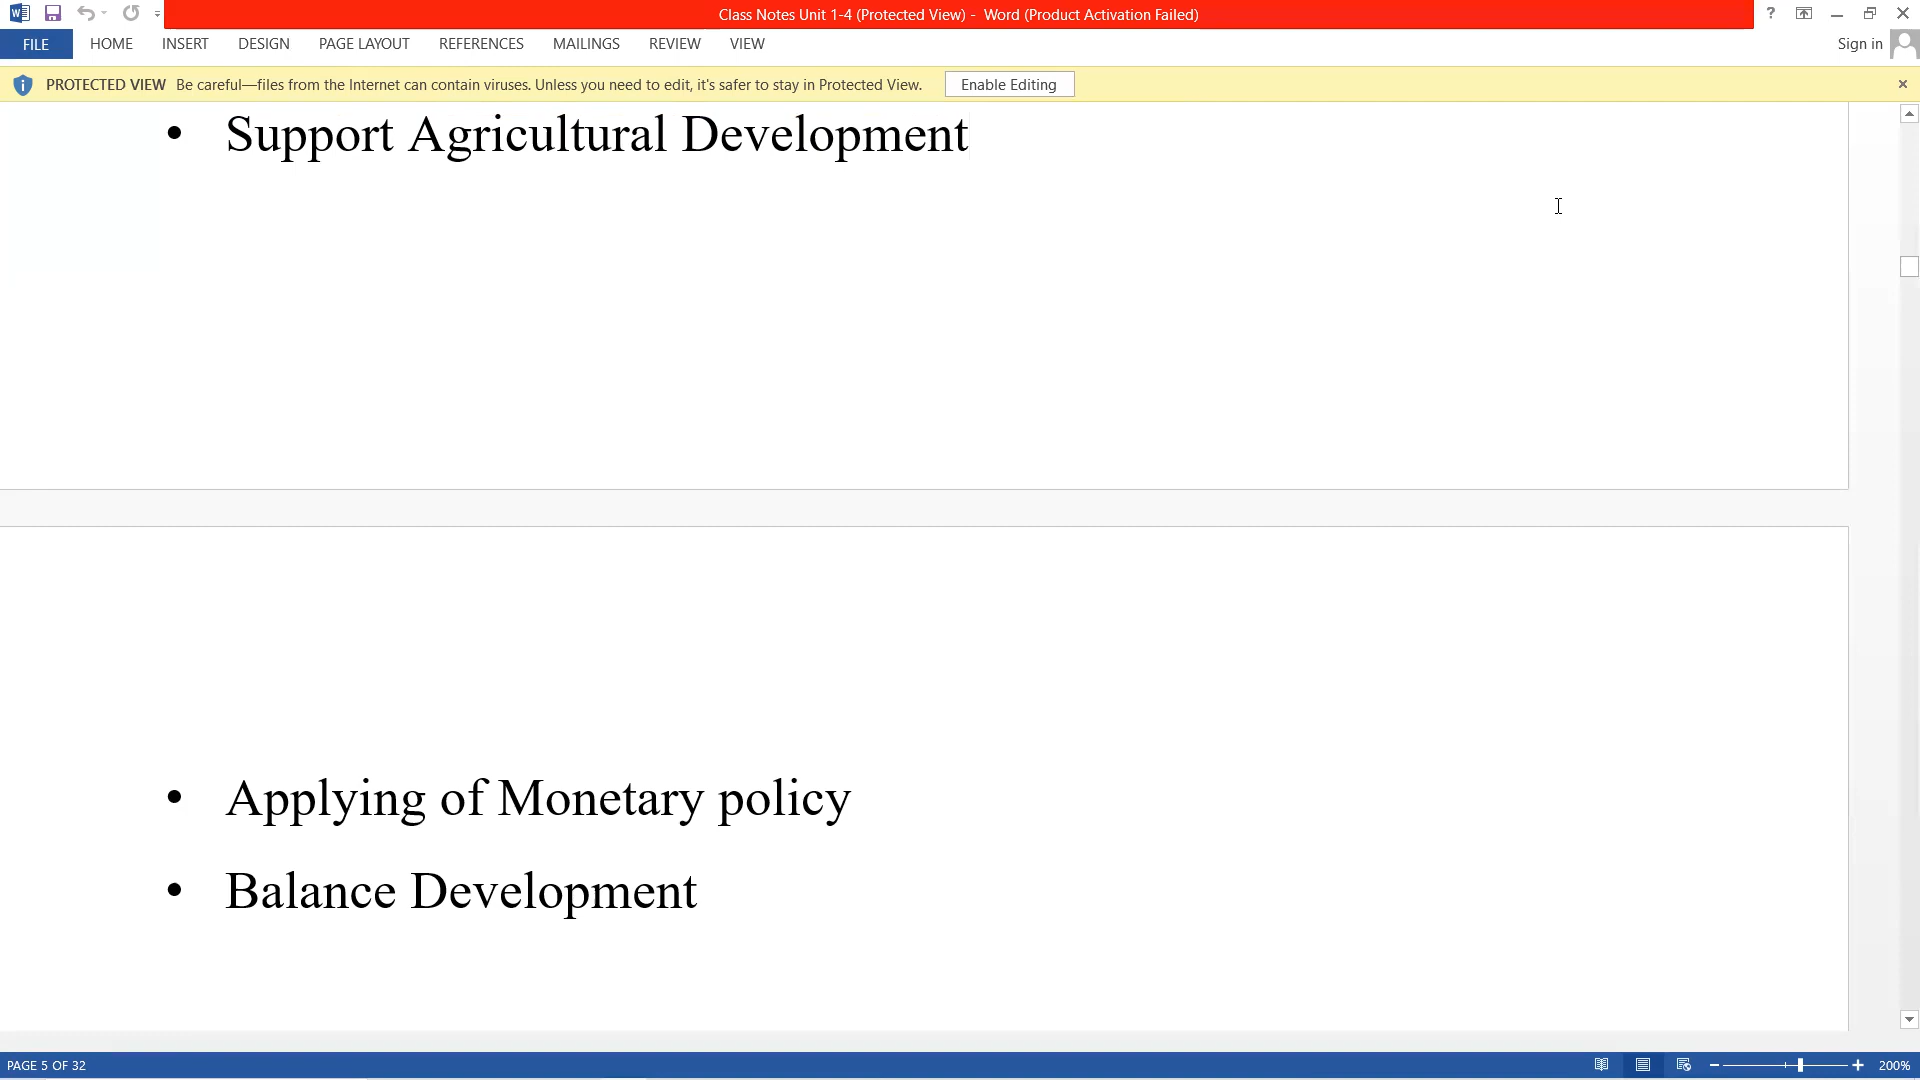 Class Notes Unit 1-4 (Protected View) - Word (Product Activation Failed)
?
FILE HOME INSERT DESIGN PAGE LAYOUT REFERENCES MAILINGS REVIEW VIEW Sign in
PROTECTED VIEW Be careful—files from the Internet can contain viruses. Unless you need to edit, it's safer to stay in Protected View. Enable Editing
• Support Agricultural Development
• Applying of Monetary policy
• Balance Development
PAGE 5 OF 32 200%